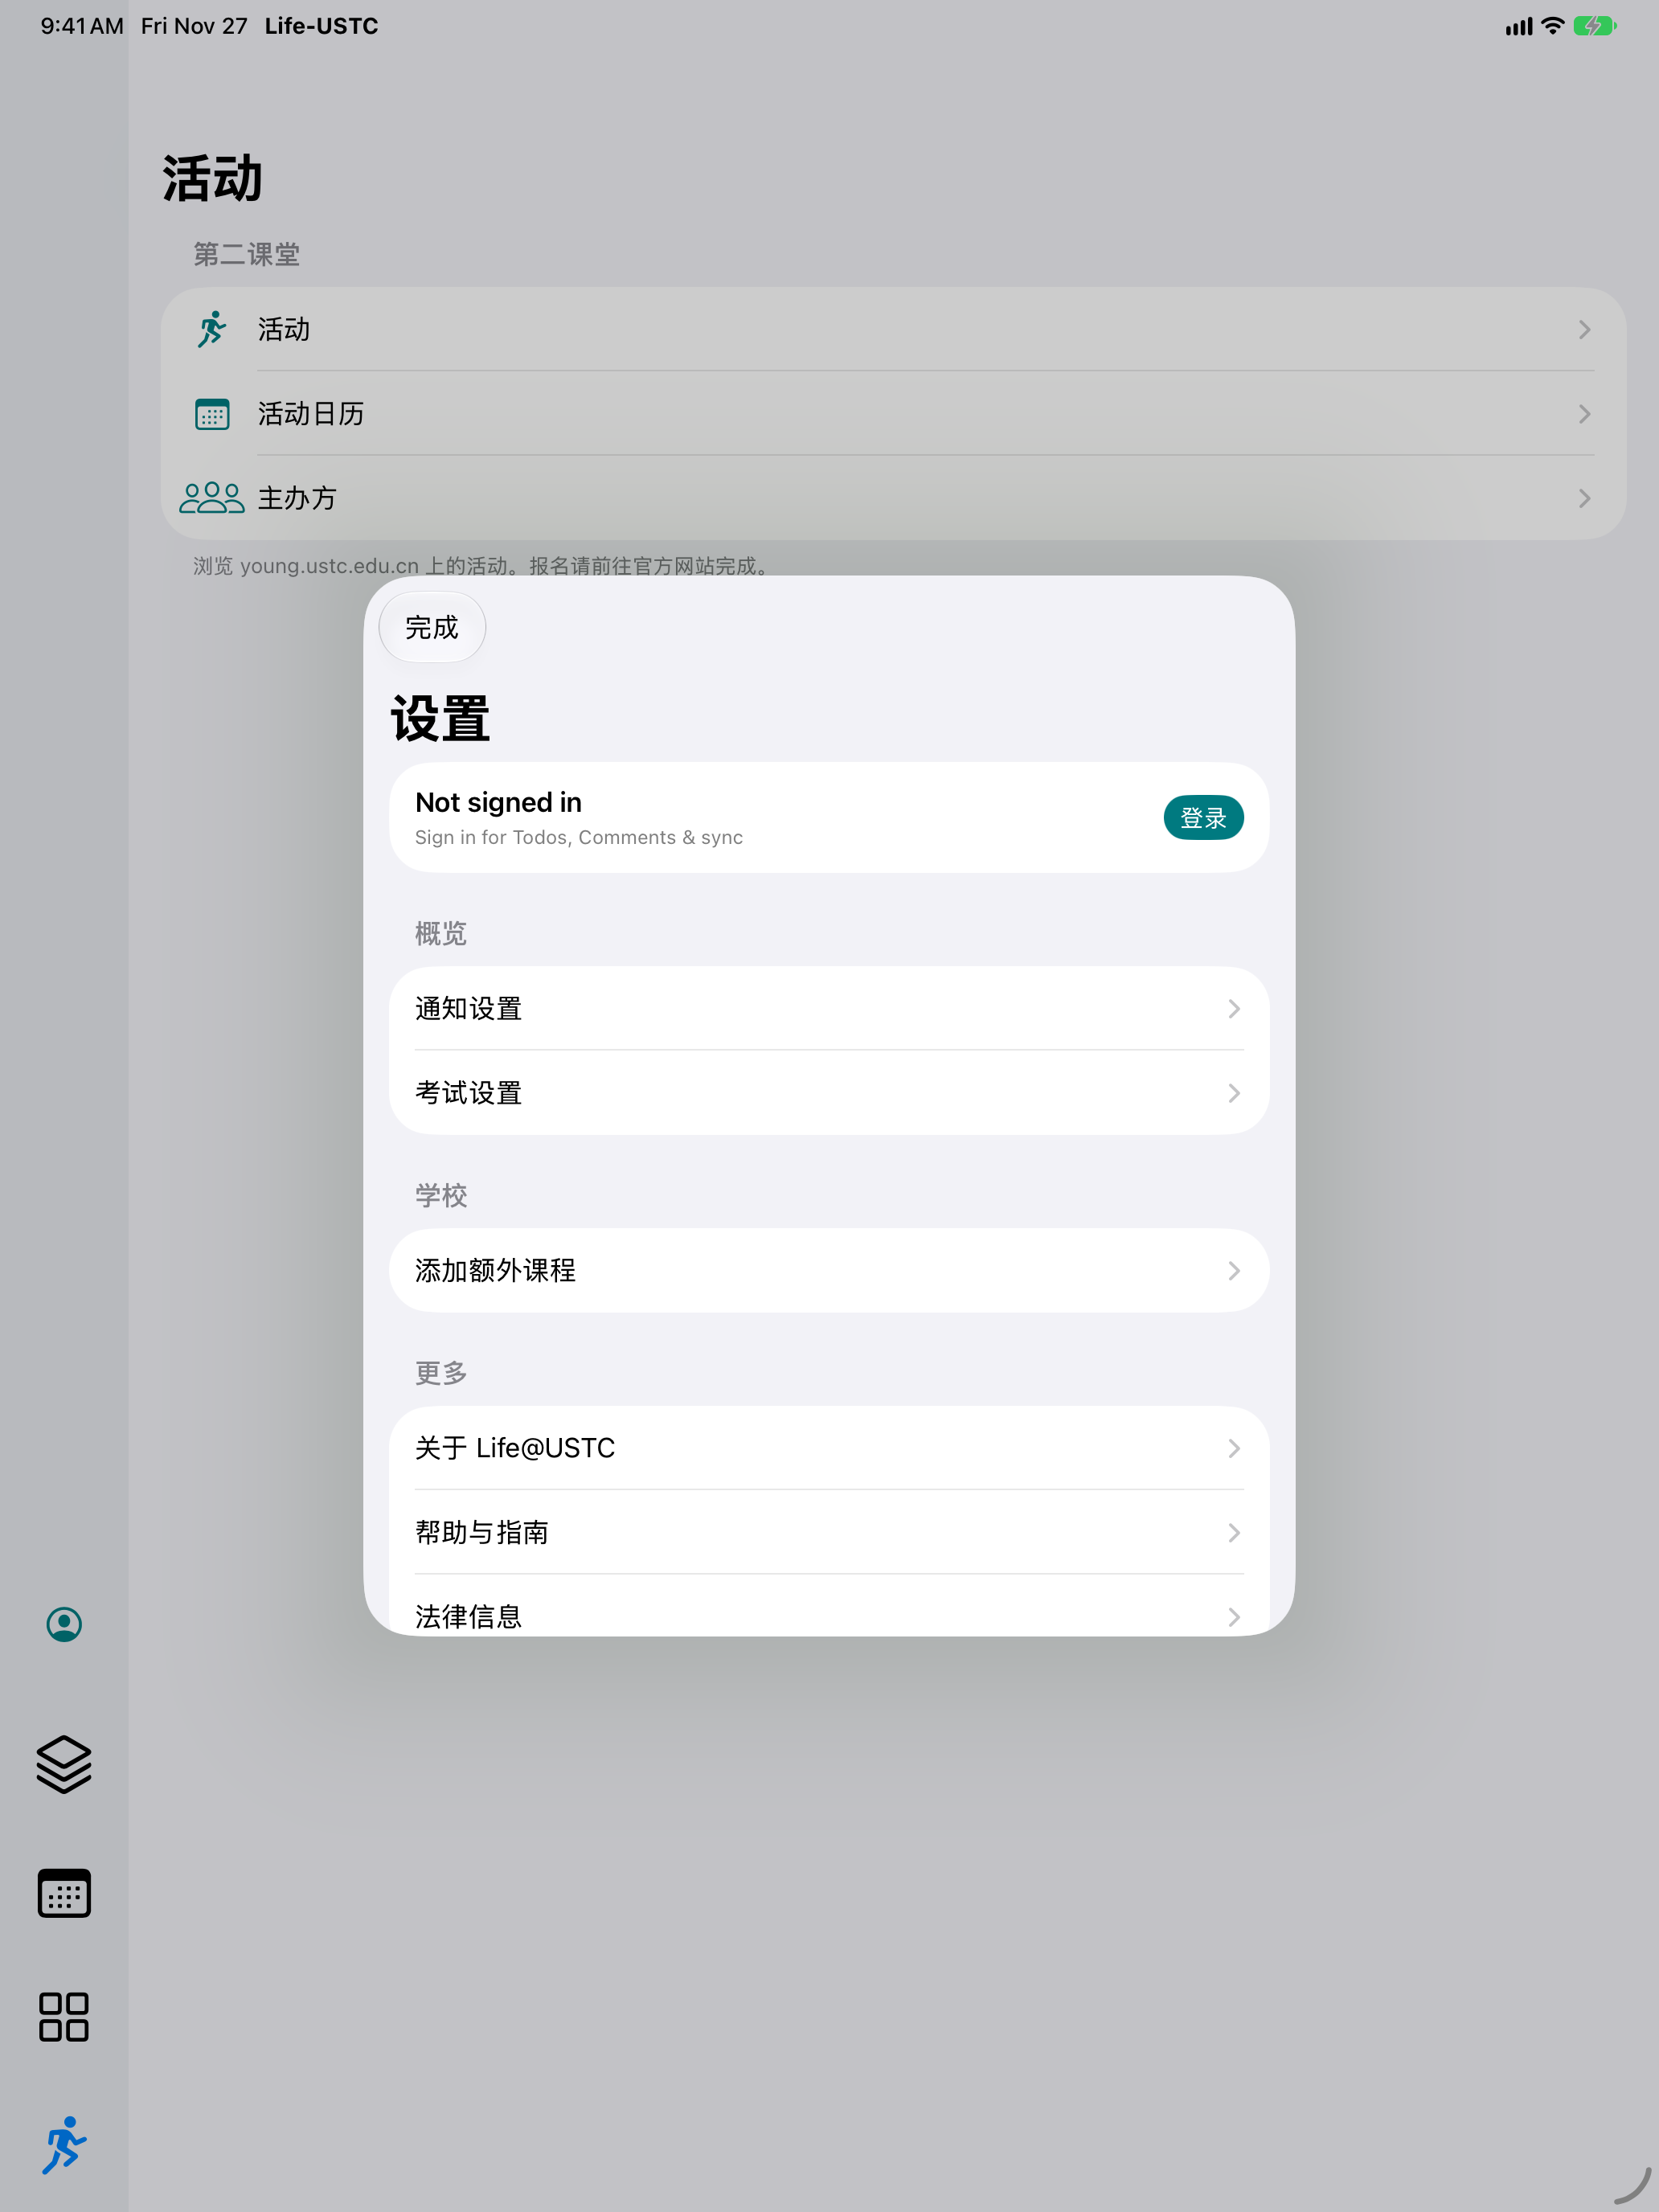 9:41 AM Fri Nov 27 Life-USTC
活动
第二课堂
活动
活动日历
主办方
浏览 young.ustc.edu.cn 上的活动。报名请前往官方网站完成。
完成
设置
Not signed in
Sign in for Todos, Comments & sync
登录
概览
通知设置
考试设置
学校
添加额外课程
更多
关于 Life@USTC
帮助与指南
法律信息